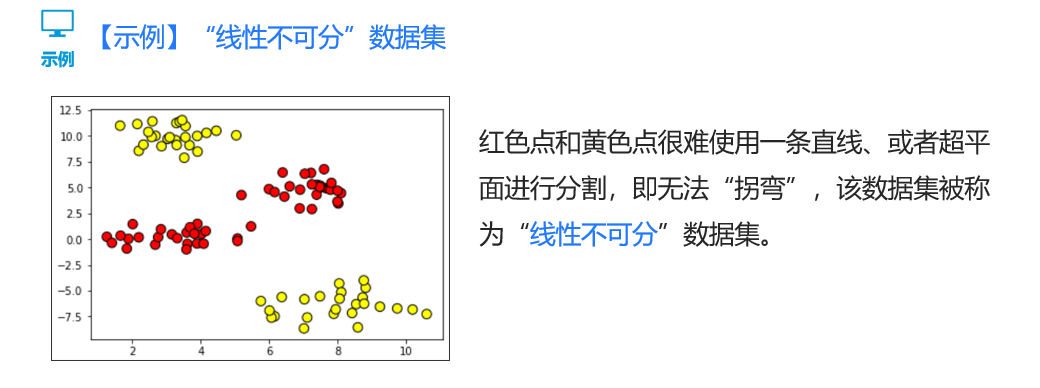 【示例】“线性不可分”数据集
示例
12.5
10.0
7.5
5.0
2.5
0.0
−2.5
−5.0
−7.5
2 4 6 8 10
红色点和黄色点很难使用一条直线、或者超平
面进行分割，即无法“拐弯”，该数据集被称
为“线性不可分”数据集。